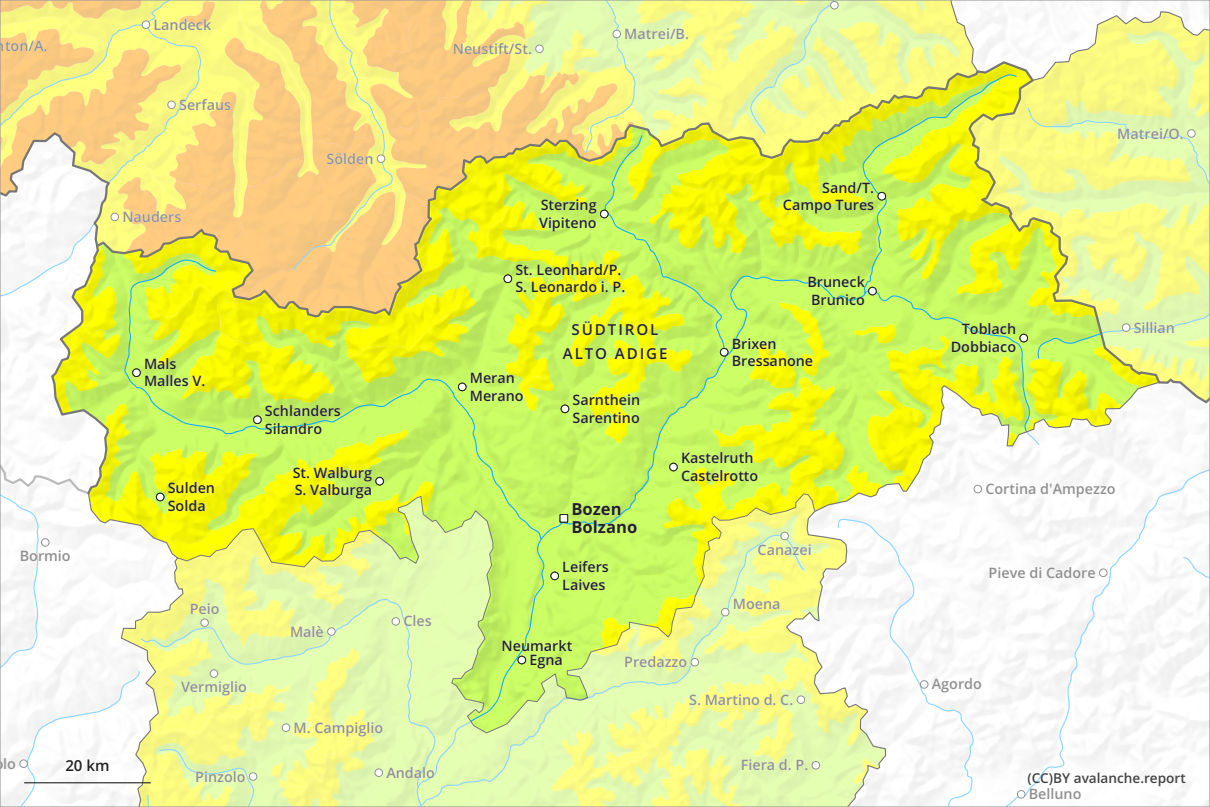 Landeck
nton/A.
Neustift/St.
Matrei/B.
Serfaus
Matrei/O.
Sölden
Nauders
Sand/T.
Campo Tures
Sterzing
Vipiteno
St. Leonhard/P.
S. Leonardo i. P.
Bruneck
Brunico
SÜDTIROL
ALTO ADIGE
Toblach
Dobbiaco
Sillian
Brixen
Bressanone
Mals
Malles V.
Meran
Merano
Sarnthein
Sarentino
Schlanders
Silandro
Kastelruth
Castelrotto
St. Walburg
S. Valburga
Sulden
Solda
Cortina d'Ampezzo
Bozen
Bolzano
Bormio
Canazei
Leifers
Laives
Pieve di Cadore
Peio
Moena
Malè
Cles
Neumarkt
Egna
Predazzo
Vermiglio
Agordo
S. Martino d. C.
M. Campiglio
20 km
olo
Pinzolo
Andalo
Fiera d. P.
(CC)BY avalanche.report
Belluno